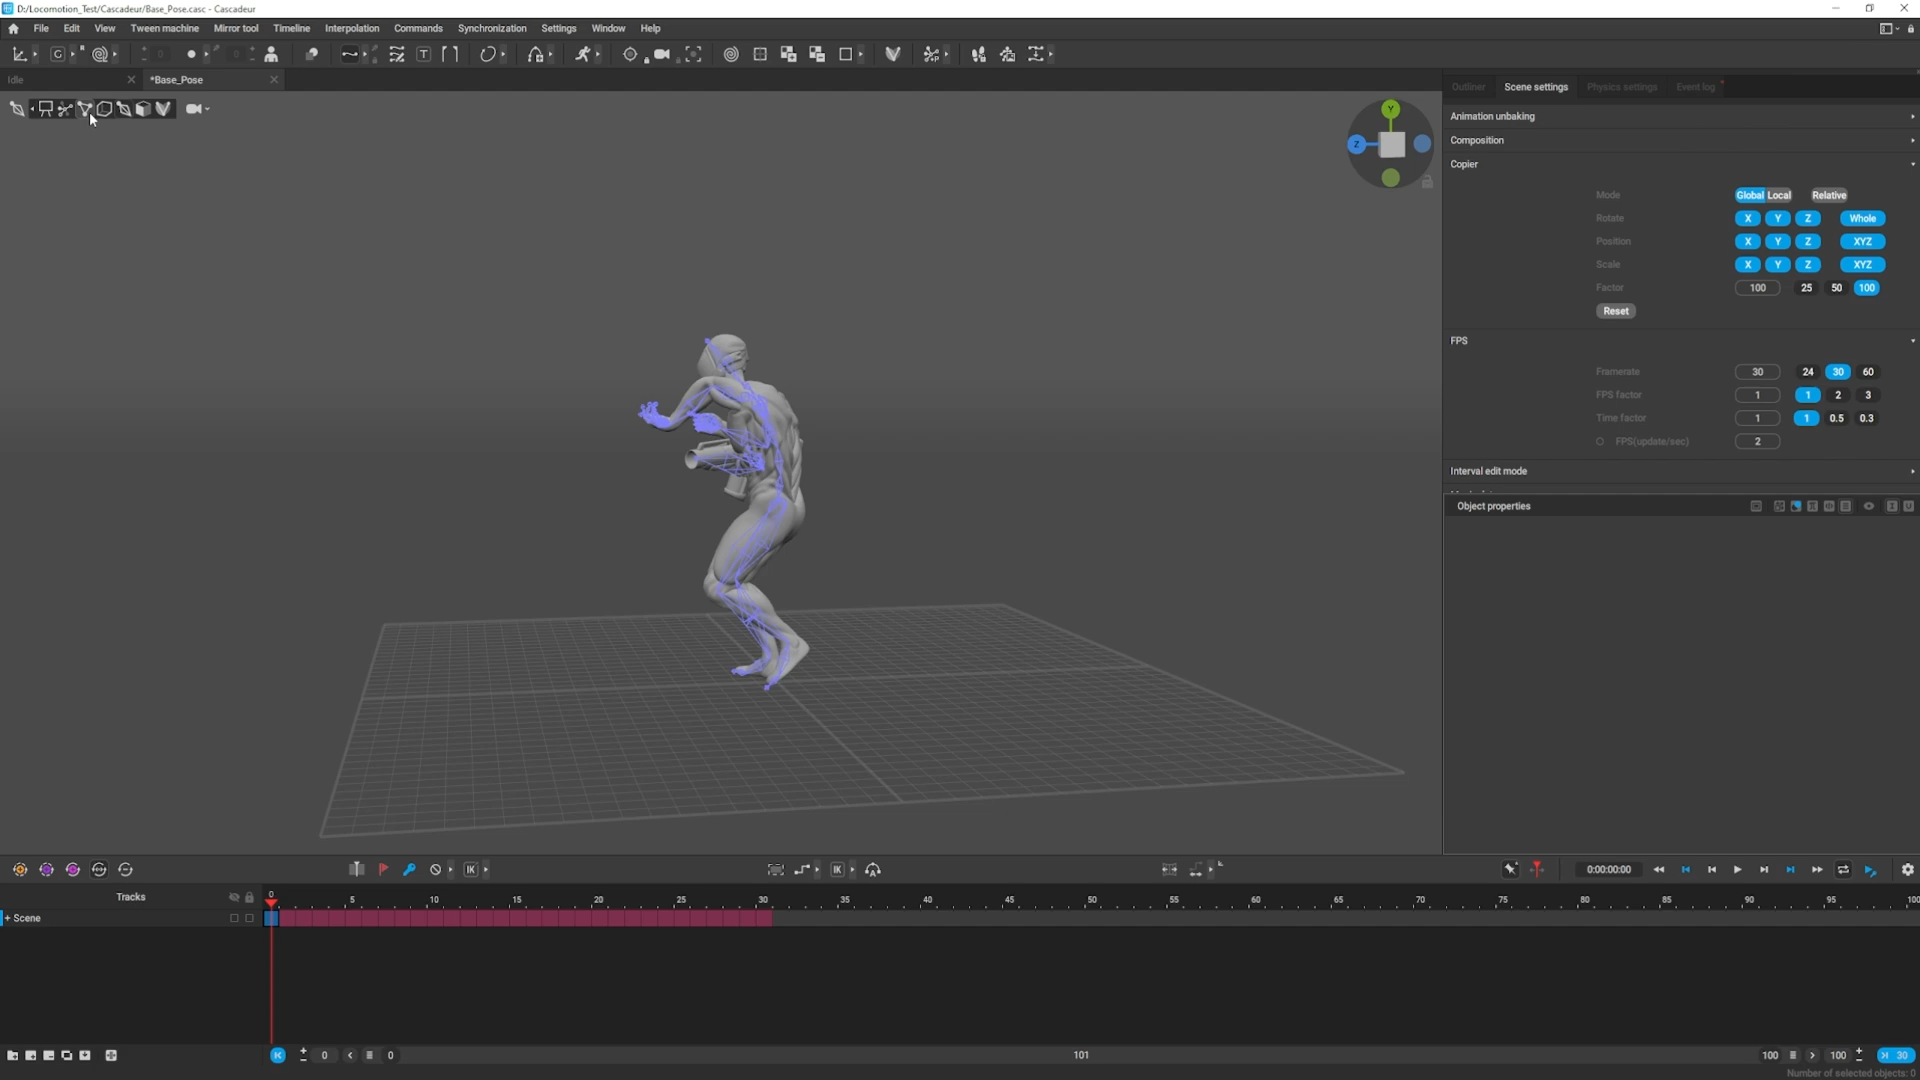 D:/Locomotion_Test/Cascadeur/Base_Pose.casc - Cascadeur
File Edit View Tween machine Mirror tool Timeline Interpolation Commands Synchronization Settings Window Help
Idle *Base_Pose
Outliner Scene settings Physics settings Event log
Animation unbaking
Composition
Copier
Mode Global Local Relative
Rotate X Y Z Whole
Position X Y Z XYZ
Scale X Y Z XYZ
Factor 100 25 50 100
Reset
FPS
Framerate 30 24 30 60
FPS factor 1 1 2 3
Time factor 1 1 0.5 0.3
FPS(update/sec) 2
Interval edit mode
Object properties
Y
Z
IK IK 0:00:00:00
Tracks 0 5 10 15 20 25 30 35 40 45 50 55 60 65 70 75 80 85 90 95 100
+ Scene
0 0 101 100 100 30
Number of selected objects: 0